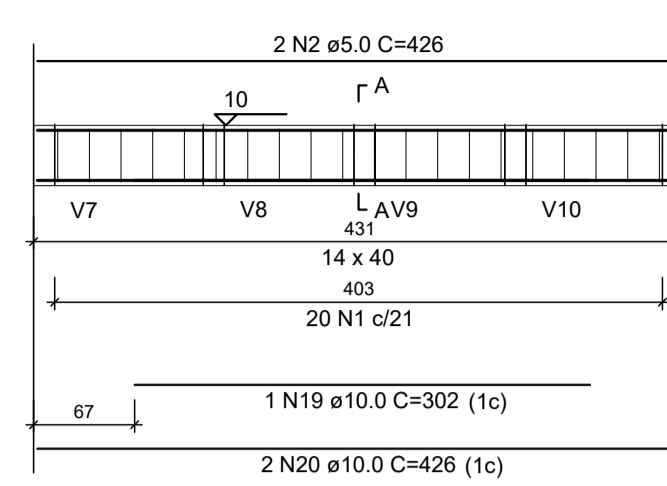 2 N2 ø5.0 C=426
A
10
V7
V8
A
V9
V10
431
14 x 40
403
20 N1 c/21
1 N19 ø10.0 C=302 (1c)
67
2 N20 ø10.0 C=426 (1c)